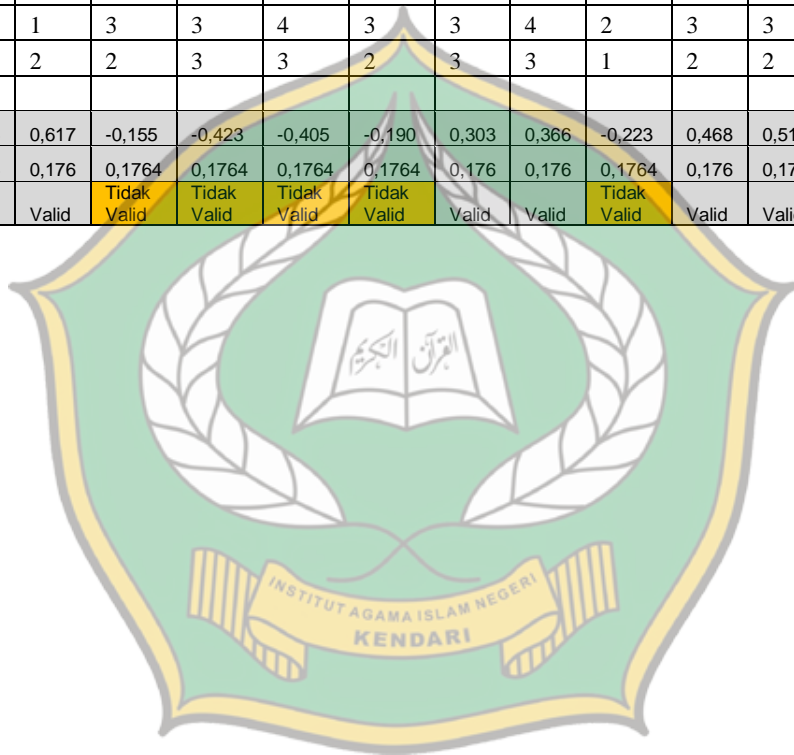 1 3 3 4 3 3 4 2 3 3
2 2 3 3 2 3 3 1 2 2
0,617 -0,155 -0,423 -0,405 -0,190 0,303 0,366 -0,223 0,468
0,176 0,1764 0,1764 0,1764 0,1764 0,176 0,176 0,1764 0,176
Valid Tidak Valid Tidak Valid Tidak Valid Tidak Valid Valid Valid Tidak Valid Valid
القرآن الكريم
INSTITUT AGAMA ISLAM NEGERI
KENDARI